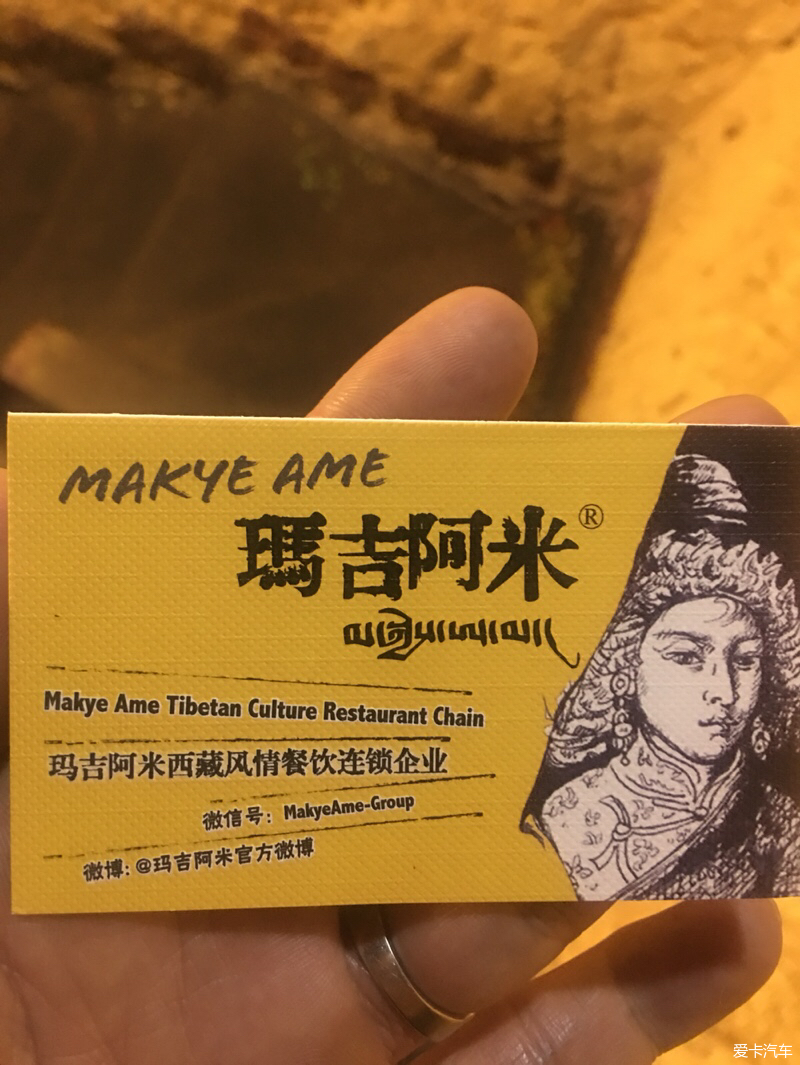 MAKYE AME
瑪吉阿米®
Makye Ame Tibetan Culture Restaurant Chain
玛吉阿米西藏风情餐饮连锁企业
微信号：MakyeAme-Group
微博: @玛吉阿米官方微博
爱卡汽车